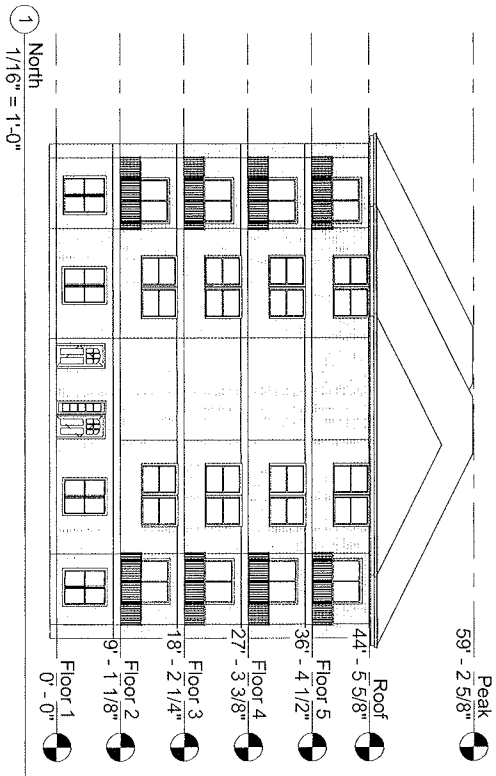 Peak
59' - 2 5/8"
Roof
44' - 5 5/8"
Floor 5
36' - 4 1/2"
Floor 4
27' - 3 3/8"
Floor 3
18' - 2 1/4"
Floor 2
9' - 1 1/8"
Floor 1
0' - 0"
1
North
1/16" = 1'-0"